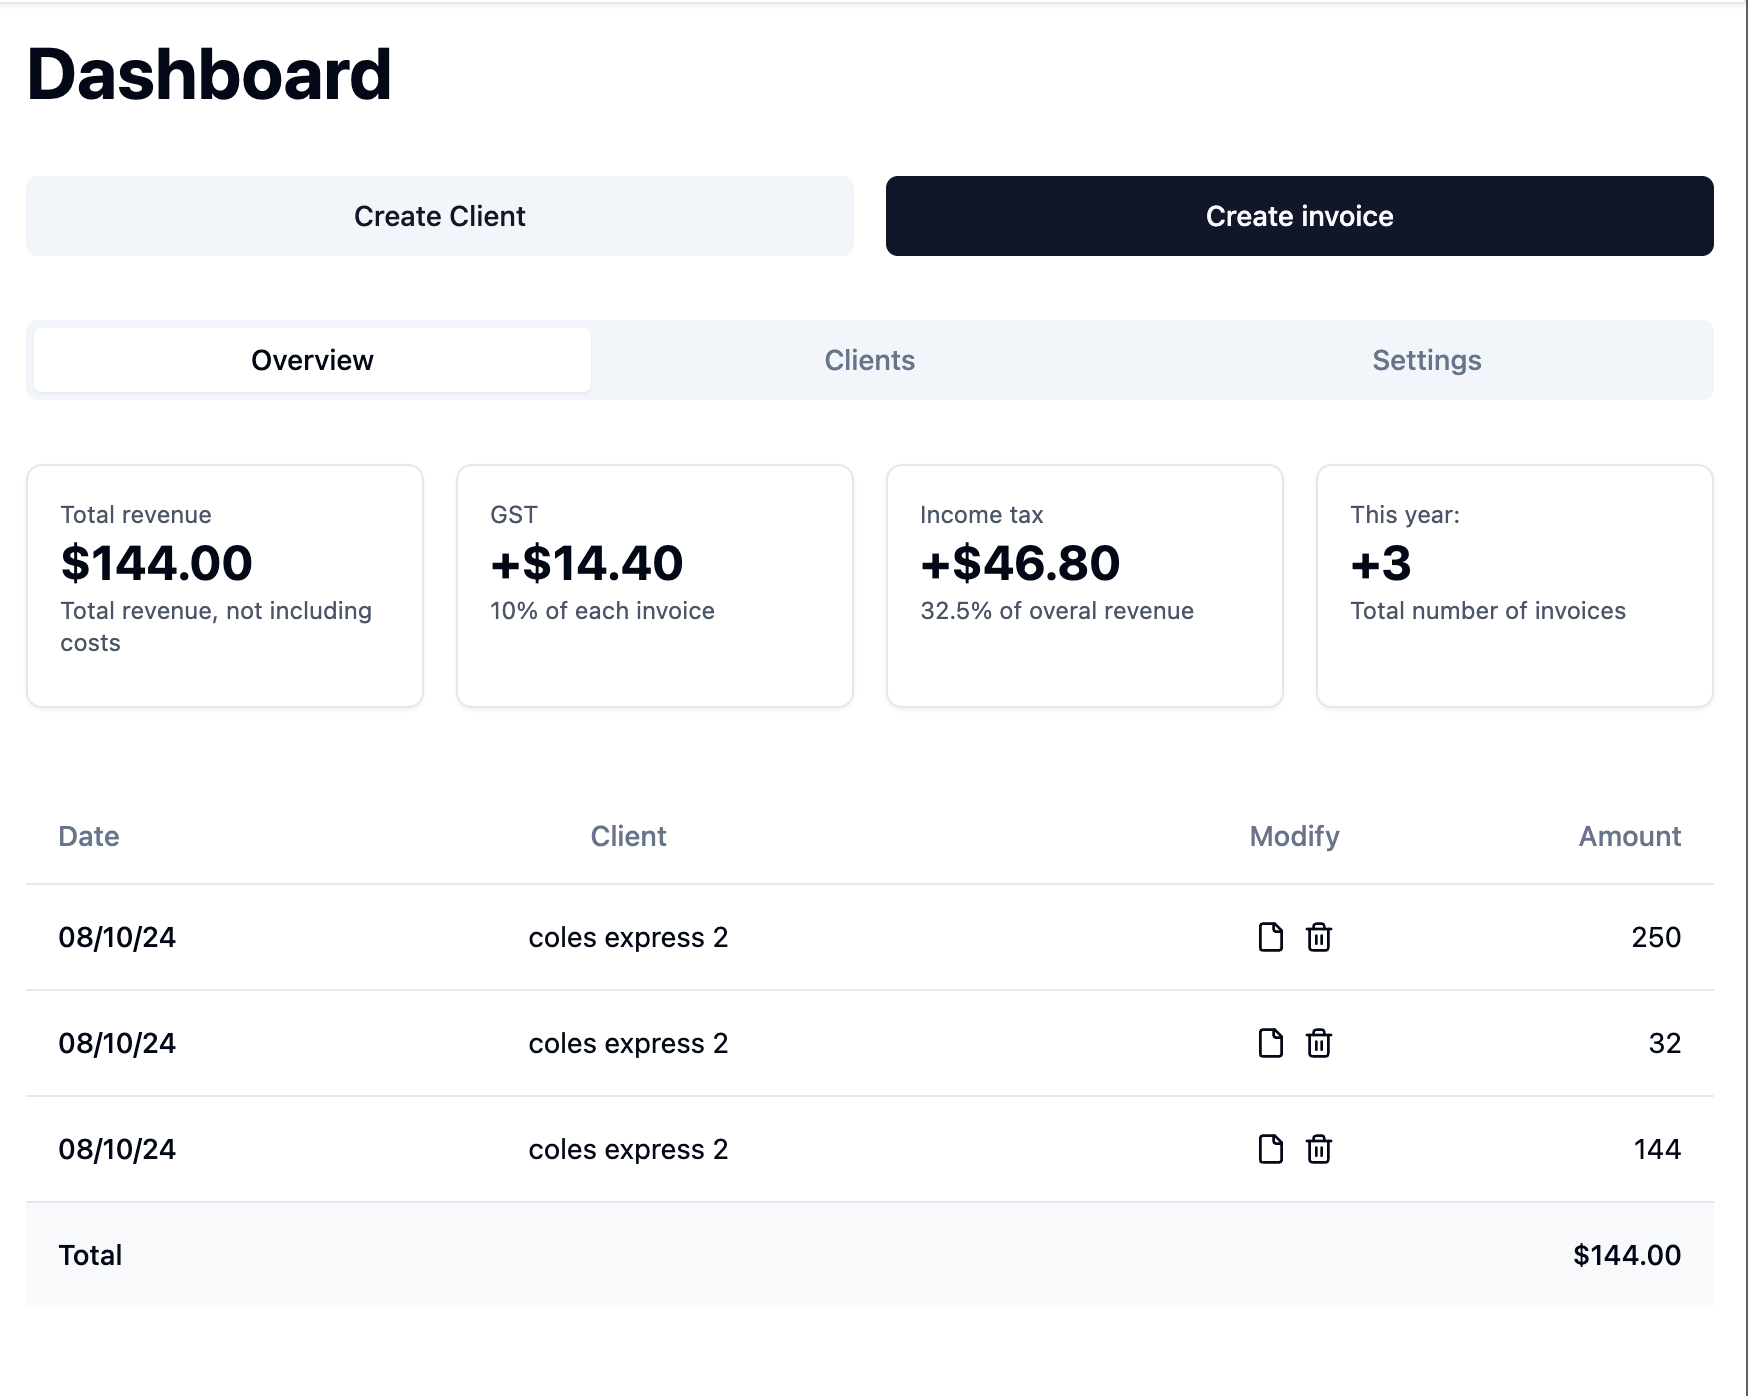 Dashboard
Create Client
Create invoice
Overview
Clients
Settings
Total revenue
$144.00
Total revenue, not including
costs
GST
+$14.40
10% of each invoice
Income tax
+$46.80
32.5% of overal revenue
This year:
+3
Total number of invoices
Date Client Modify Amount
08/10/24 coles express 2 250
08/10/24 coles express 2 32
08/10/24 coles express 2 144
Total $144.00